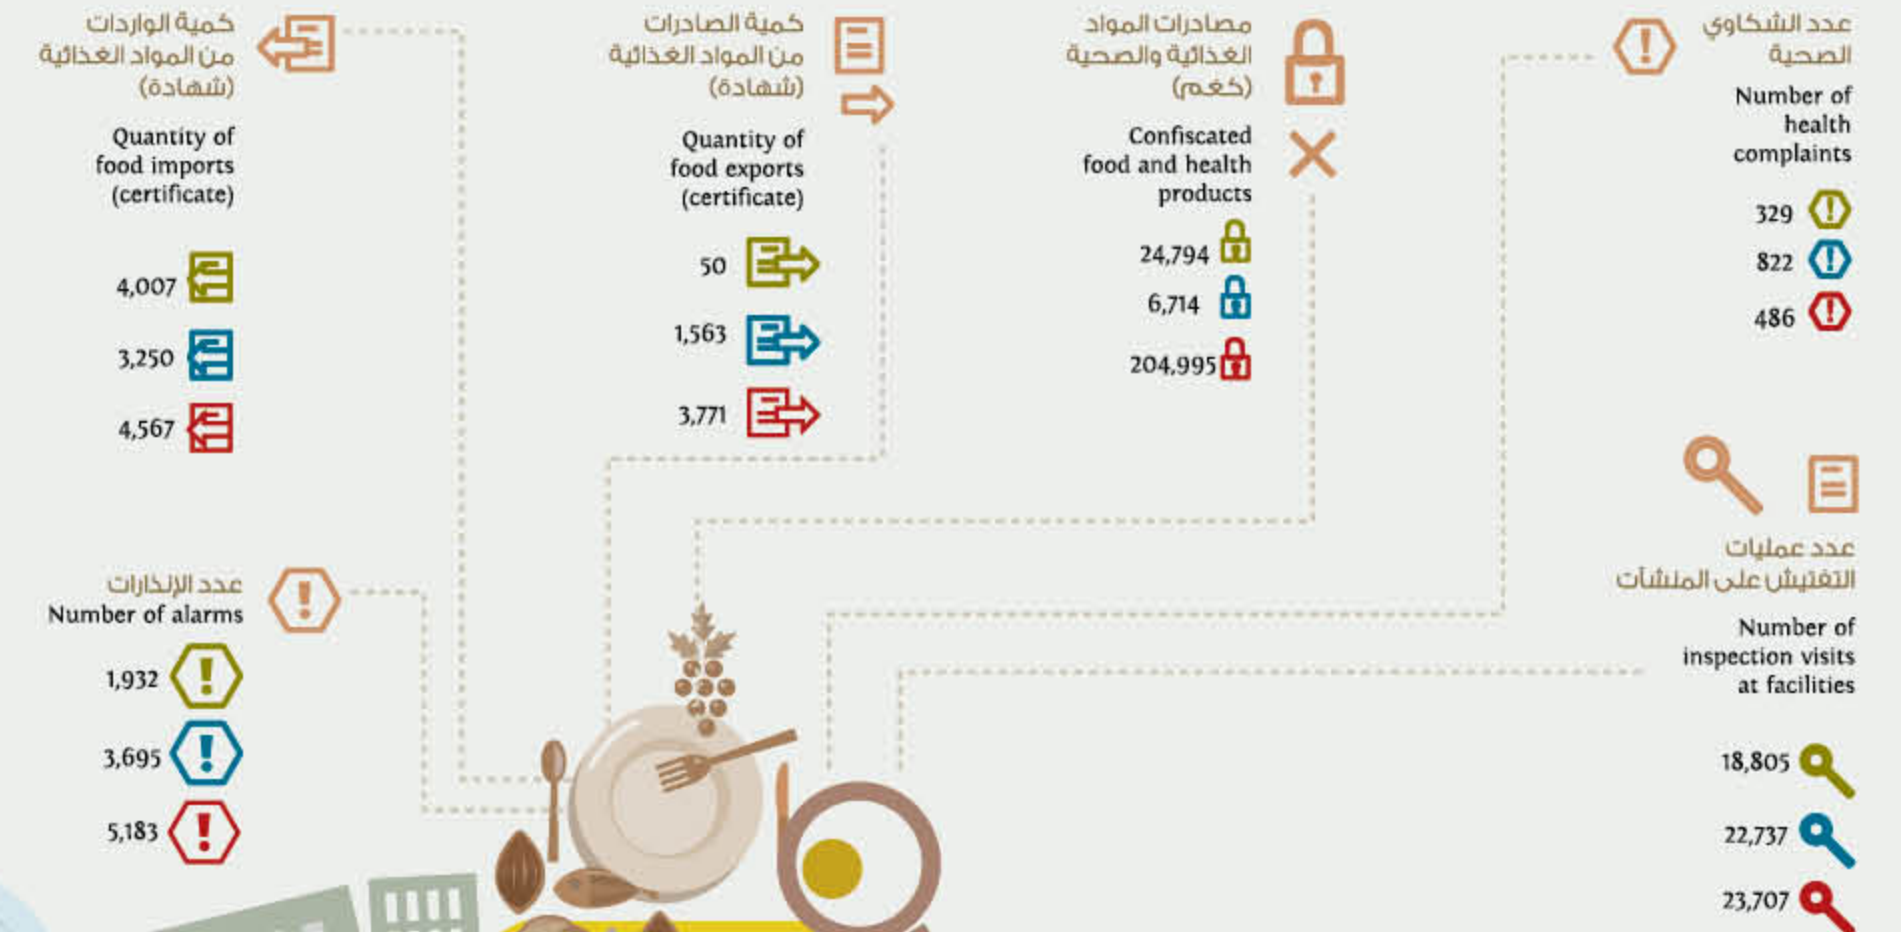 كمية الواردات
من المواد الغذائية
(شهادة)
Quantity of
food imports
(certificate)
4,007
3,250
4,567
كمية الصادرات
من المواد الغذائية
(شهادة)
Quantity of
food exports
(certificate)
50
1,563
3,771
مصادرات المواد
الغذائية والصحية
(كغم)
Confiscated
food and health
products
24,794
6,714
204,995
عدد الشكاوي
الصحية
Number of
health
complaints
329
822
486
عدد الإنذارات
Number of alarms
1,932
3,695
5,183
عدد عمليات
التفتيش على المنشآت
Number of
inspection visits
at facilities
18,805
22,737
23,707